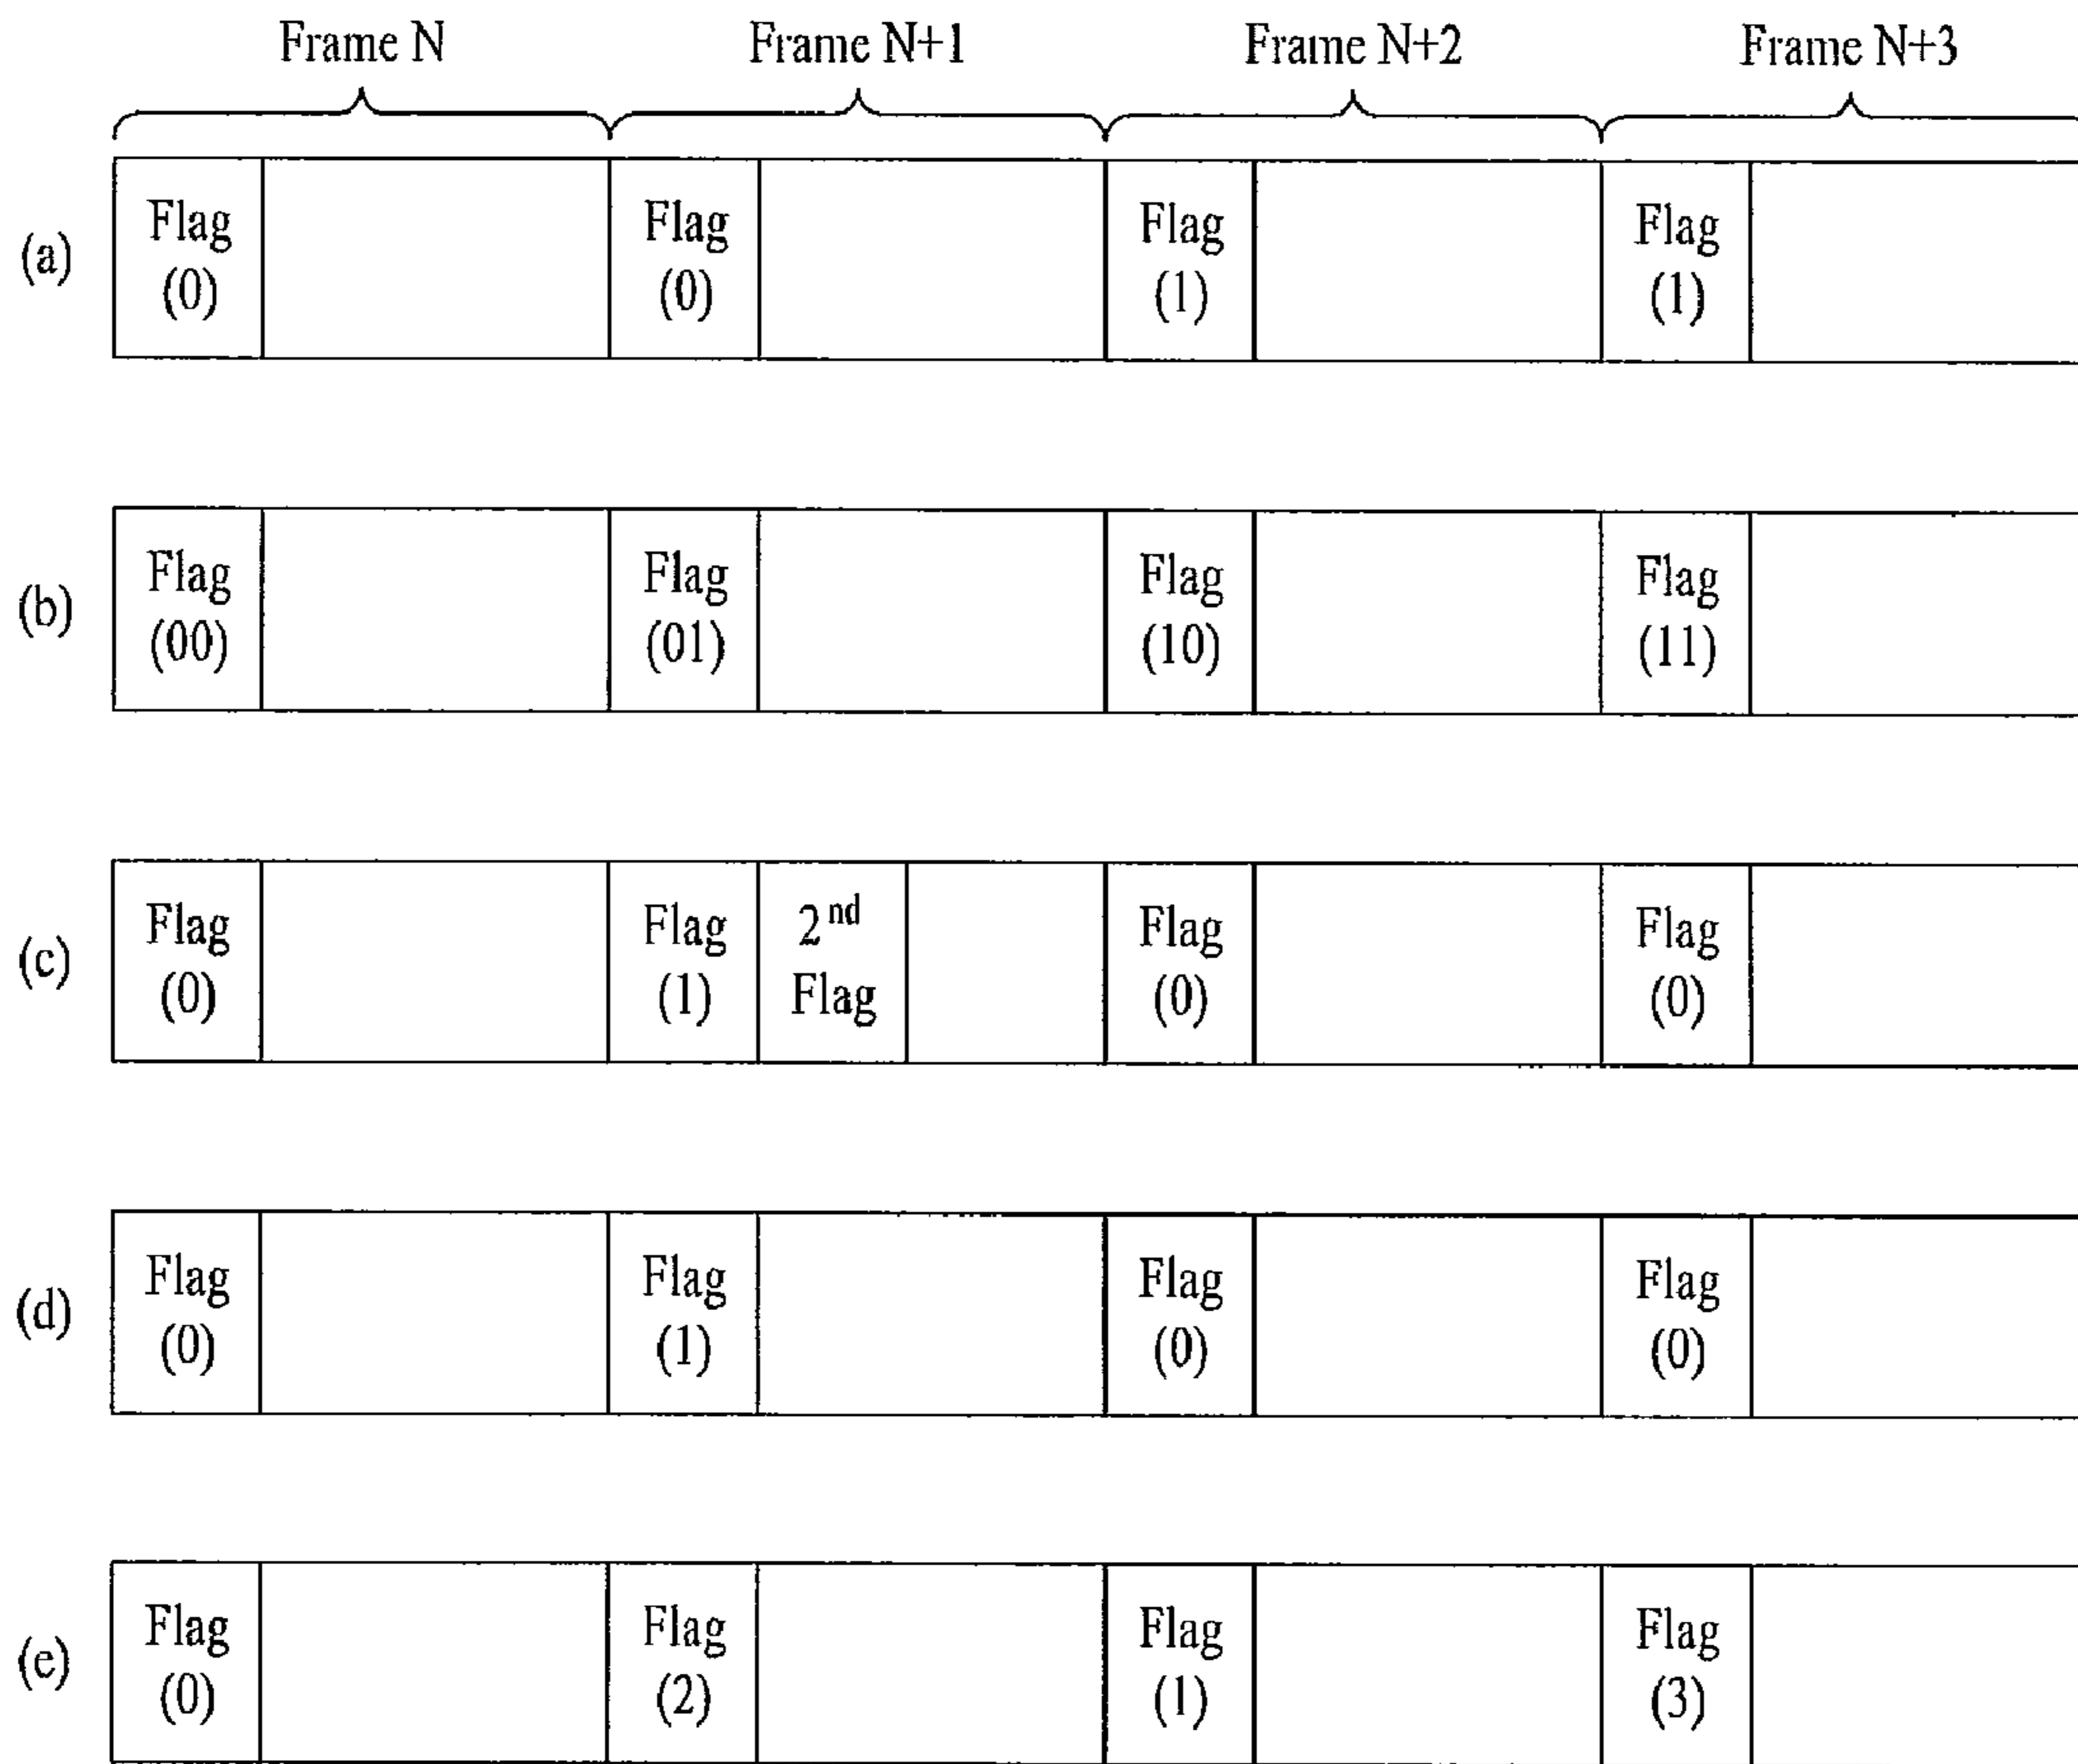 Frame N Frame N+1 Frame N+2 Frame N+3
(a) Flag (0) Flag (0) Flag (1) Flag (1)
(b) Flag (00) Flag (01) Flag (10) Flag (11)
(c) Flag (0) Flag (1) 2nd Flag Flag (0) Flag (0)
(d) Flag (0) Flag (1) Flag (0) Flag (0)
(e) Flag (0) Flag (2) Flag (1) Flag (3)